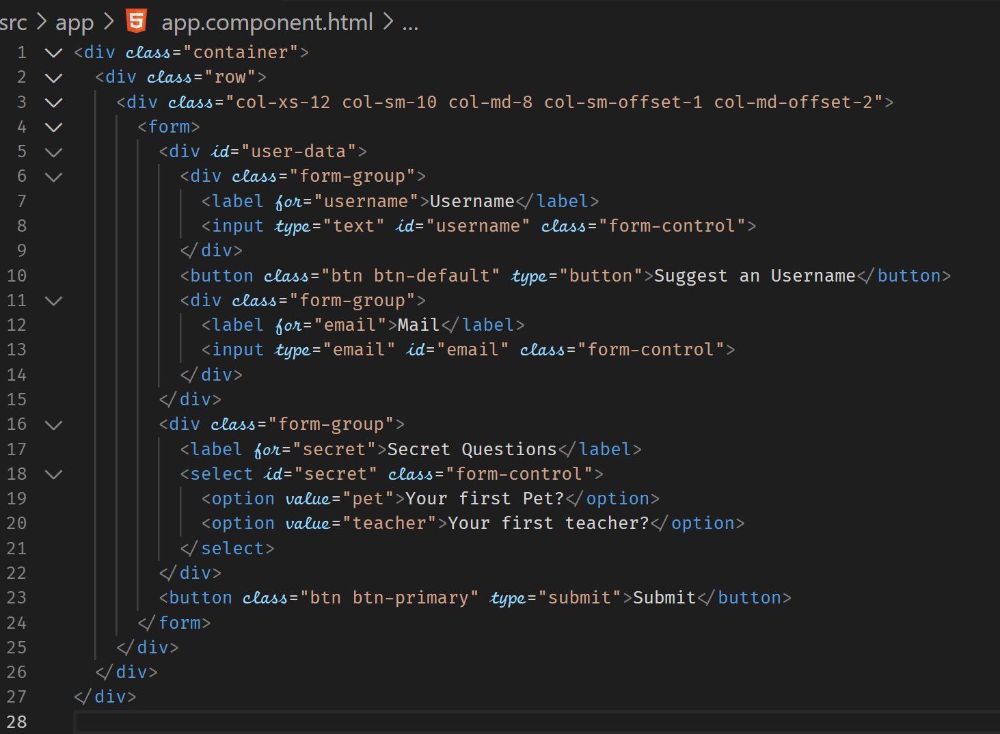 src > app > app.component.html > ...
1 <div class="container">
2 <div class="row">
3 <div class="col-xs-12 col-sm-10 col-md-8 col-sm-offset-1 col-md-offset-2">
4 <form>
5 <div id="user-data">
6 <div class="form-group">
7 <label for="username">Username</label>
8 <input type="text" id="username" class="form-control">
9 </div>
10 <button class="btn btn-default" type="button">Suggest an Username</button>
11 <div class="form-group">
12 <label for="email">Mail</label>
13 <input type="email" id="email" class="form-control">
14 </div>
15 </div>
16 <div class="form-group">
17 <label for="secret">Secret Questions</label>
18 <select id="secret" class="form-control">
19 <option value="pet">Your first Pet?</option>
20 <option value="teacher">Your first teacher?</option>
21 </select>
22 </div>
23 <button class="btn btn-primary" type="submit">Submit</button>
24 </form>
25 </div>
26 </div>
27 </div>
28